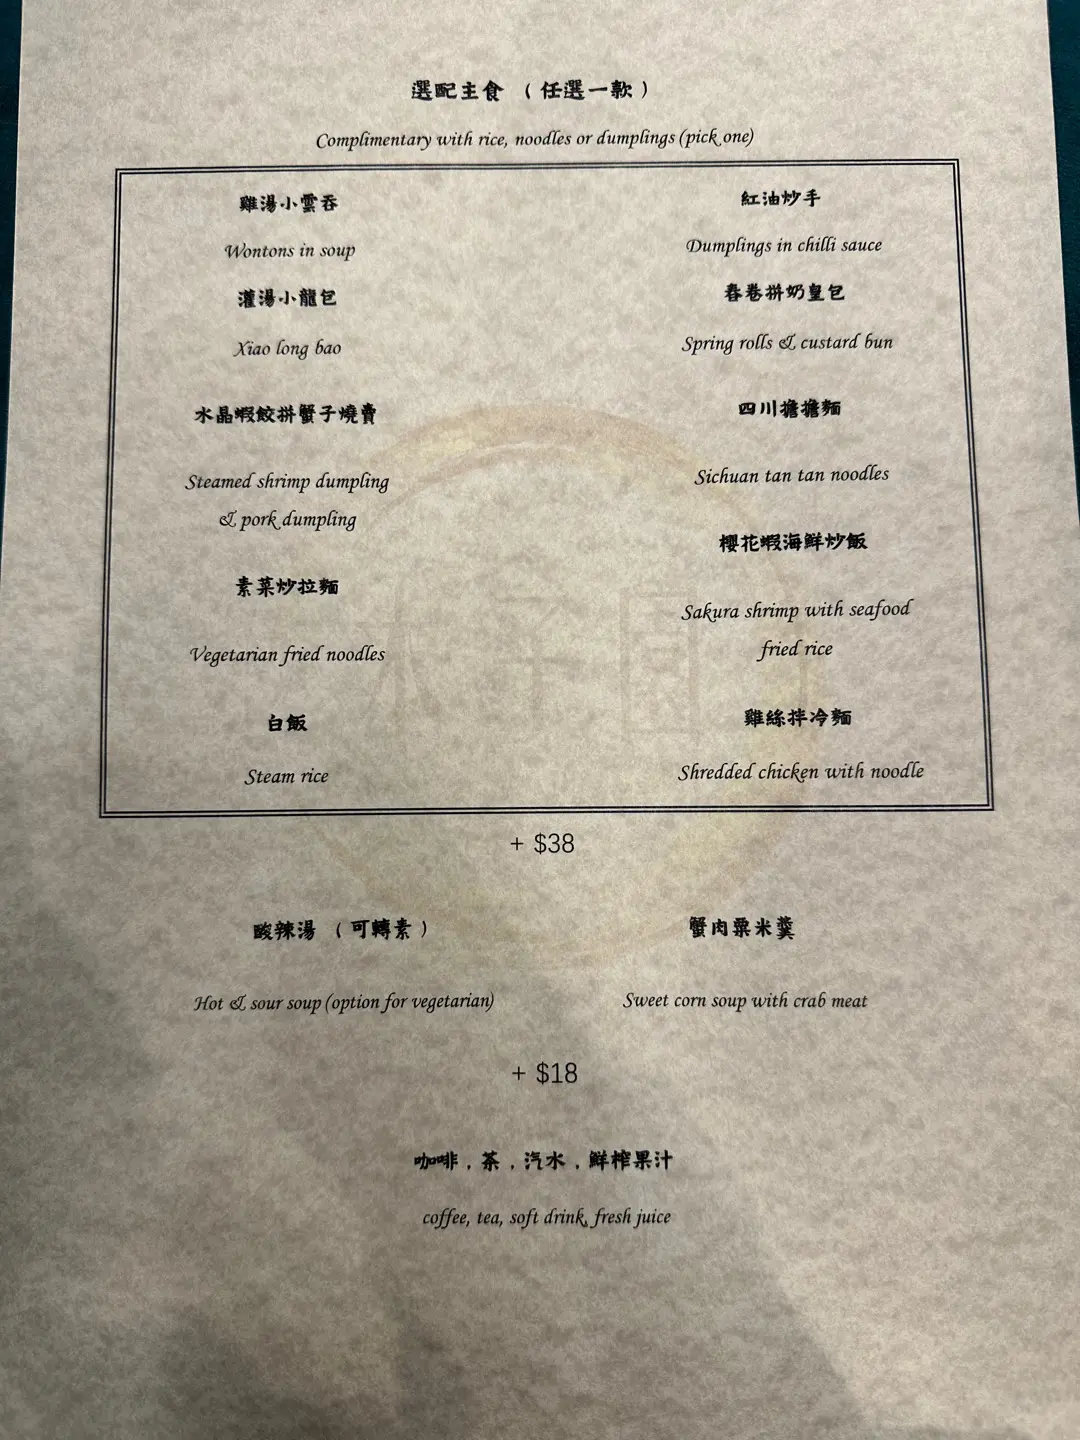 選配主食 （任選一款）
Complimentary with rice, noodles or dumplings (pick one)
雞湯小雲吞
Wontons in soup
灌湯小龍包
Xiao long bao
水晶蝦餃拼蟹子燒賣
Steamed shrimp dumpling
& pork dumpling
素菜炒拉麵
Vegetarian fried noodles
白飯
Steam rice
紅油炒手
Dumplings in chilli sauce
春卷拼奶皇包
Spring rolls & custard bun
四川擔擔麵
Sichuan tan tan noodles
櫻花蝦海鮮炒飯
Sakura shrimp with seafood
fried rice
雞絲拌冷麵
Shredded chicken with noodle
+ $38
酸辣湯 （可轉素）
Hot & sour soup (option for vegetarian)
蟹肉粟米羹
Sweet corn soup with crab meat
+ $18
咖啡 , 茶 , 汽水 , 鮮榨果汁
coffee, tea, soft drink, fresh juice